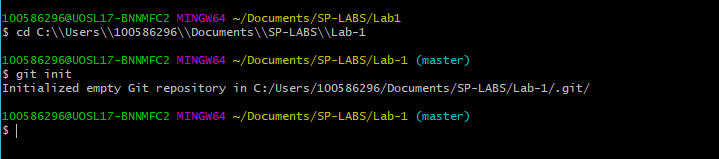 100586296@UOSL17-BNNMFC2 MINGW64 ~/Documents/SP-LABS/Lab1
$ cd C:\\Users\\100586296\\Documents\\SP-LABS\\Lab-1
100586296@UOSL17-BNNMFC2 MINGW64 ~/Documents/SP-LABS/Lab-1 (master)
$ git init
Initialized empty Git repository in C:/Users/100586296/Documents/SP-LABS/Lab-1/.git/
100586296@UOSL17-BNNMFC2 MINGW64 ~/Documents/SP-LABS/Lab-1 (master)
$